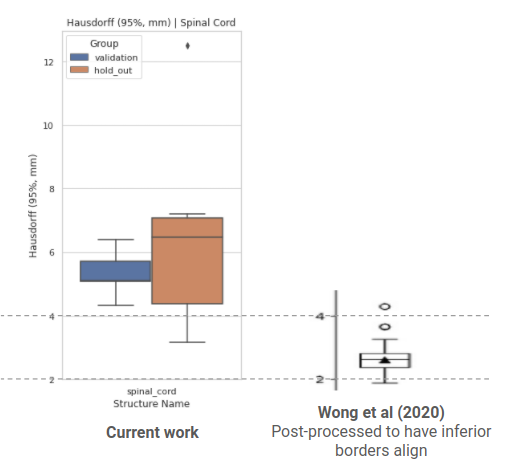 Hausdorff (95%, mm) | Spinal Cord
Group
validation
hold_out
12
10
8
6
4
2
Hausdorff (95%, mm)
spinal_cord
Structure Name
Current work
4
2
Wong et al (2020)
Post-processed to have inferior
borders align